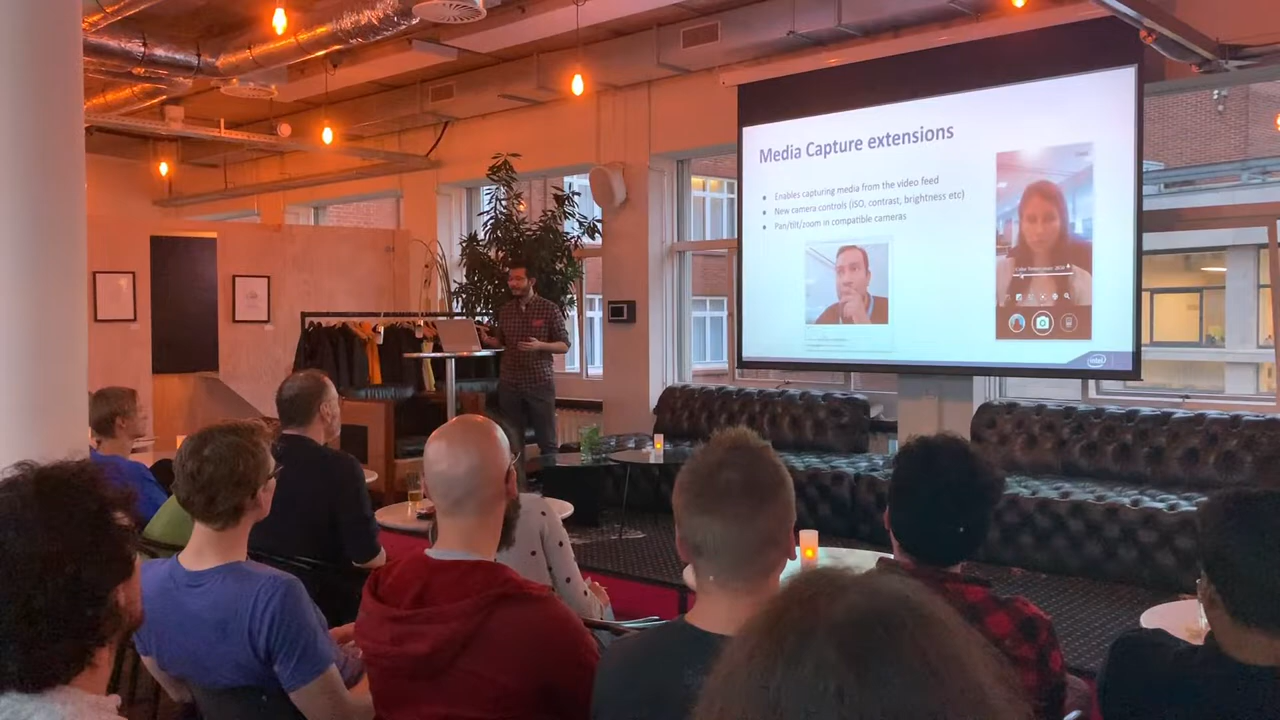 Media Capture extensions
● Enables capturing media from the video feed
● New camera controls (ISO, contrast, brightness etc)
● Pan/tilt/zoom in compatible cameras
intel